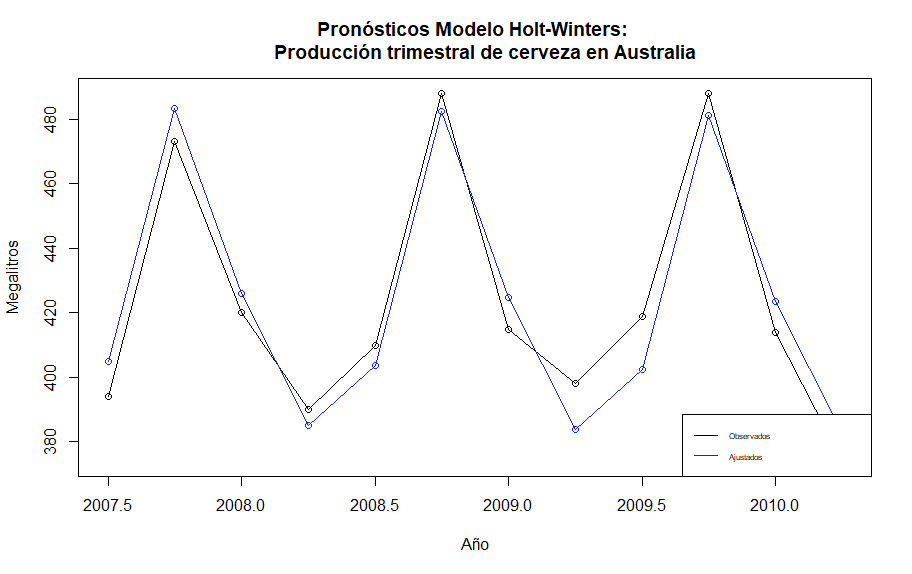 Pronósticos Modelo Holt-Winters:
Producción trimestral de cerveza en Australia
Megalitros
480
460
440
420
400
380
Observados
Ajustados
2007.5 2008.0 2008.5 2009.0 2009.5 2010.0
Año